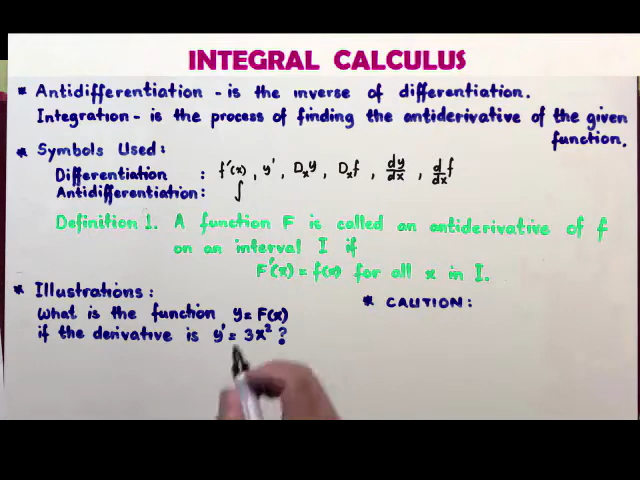 INTEGRAL CALCULUS
* Antidifferentiation - is the inverse of differentiation.
Integration - is the process of finding the antiderivative of the given
function.
* Symbols Used:
Differentiation : f'(x), y', Dₓy, Dₓf, dy/dx, d/dx f
Antidifferentiation: ∫
Definition 1. A function F is called an antiderivative of f
on an interval I if
F'(x) = f(x) for all x in I.
* Illustrations:
What is the function y = F(x)
if the derivative is y' = 3x² ?
* CAUTION: